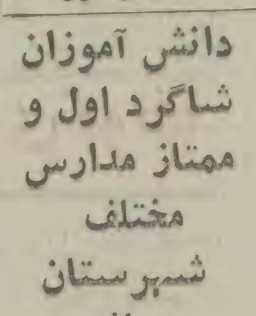 دانش آموزان
شاگرد اول و
ممتاز مدارس
مختلف
شهرستان